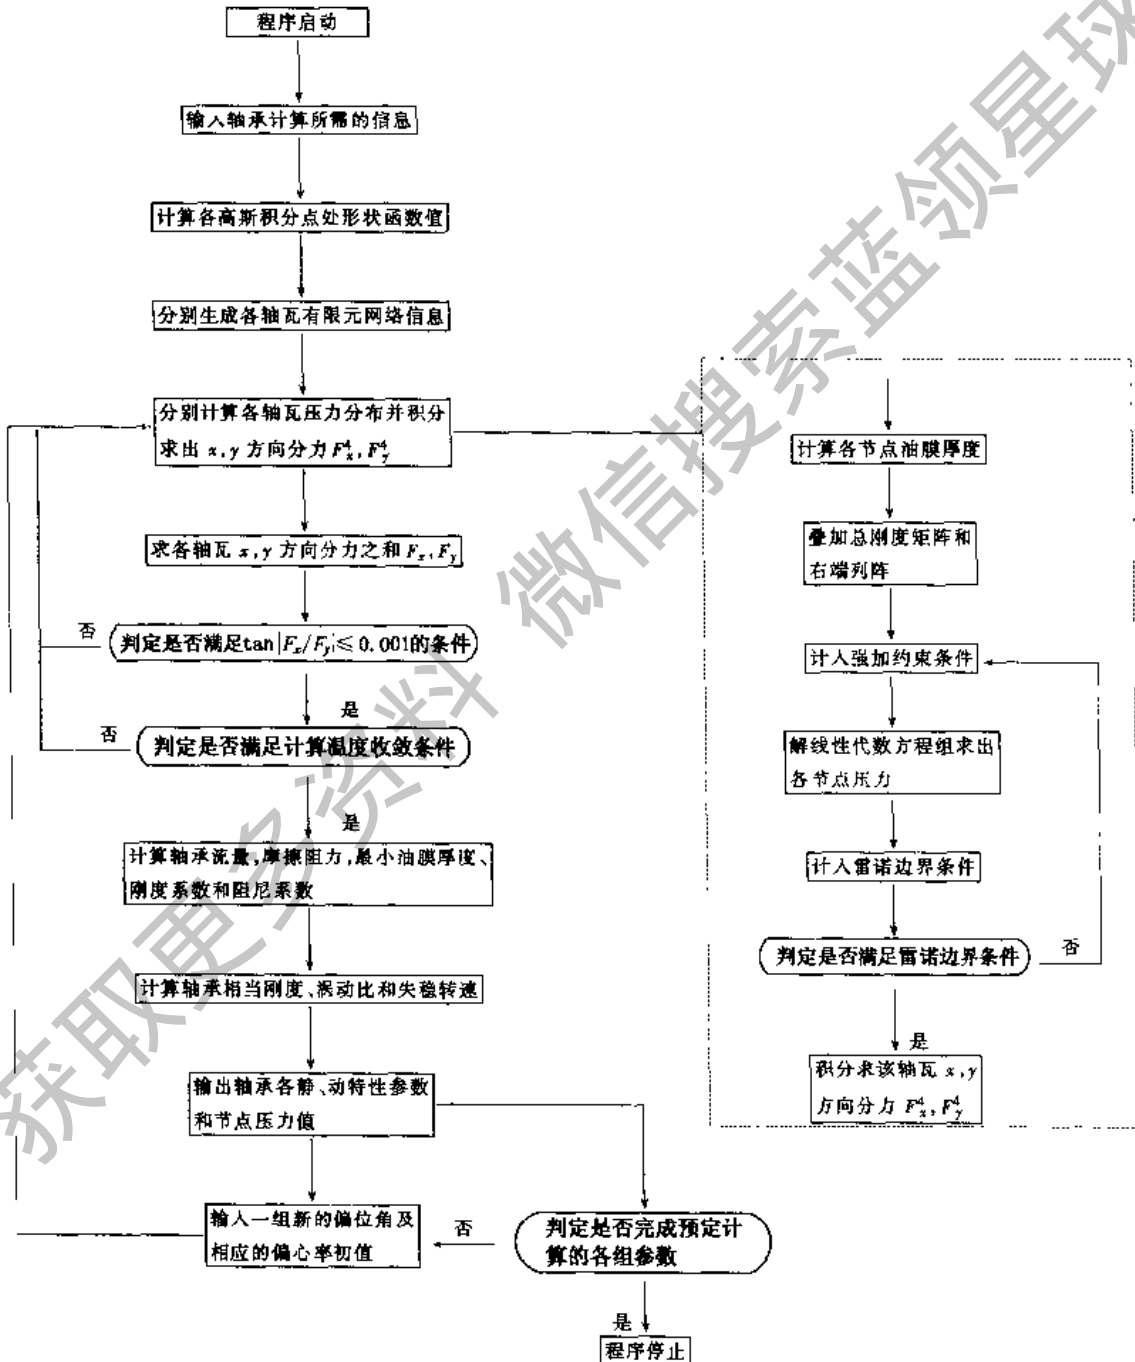 程序启动
输入轴承计算所需的信息
计算各高斯积分点处形状函数值
分别生成各轴瓦有限元网络信息
分别计算各轴瓦压力分布并积分
求出 x,y 方向分力 F_x^4,F_y^4
求各轴瓦 x,y 方向分力之和 F_x,F_y
否
判定是否满足tan|F_x/F_y|≤0.001的条件
是
否
判定是否满足计算温度收敛条件
是
计算轴承流量,摩擦阻力,最小油膜厚度、
刚度系数和阻尼系数
计算轴承相当刚度、涡动比和失稳转速
输出轴承各静、动特性参数
和节点压力值
输入一组新的偏位角及
相应的偏心率初值
否
判定是否完成预定计
算的各组参数
是
程序停止
计算各节点油膜厚度
叠加总刚度矩阵和
右端列阵
计入强加约束条件
解线性代数方程组求出
各节点压力
计入雷诺边界条件
判定是否满足雷诺边界条件
否
是
积分求该轴瓦 x,y
方向分力 F_x^4,F_y^4
获取更多资料 微信搜索蓝领星球